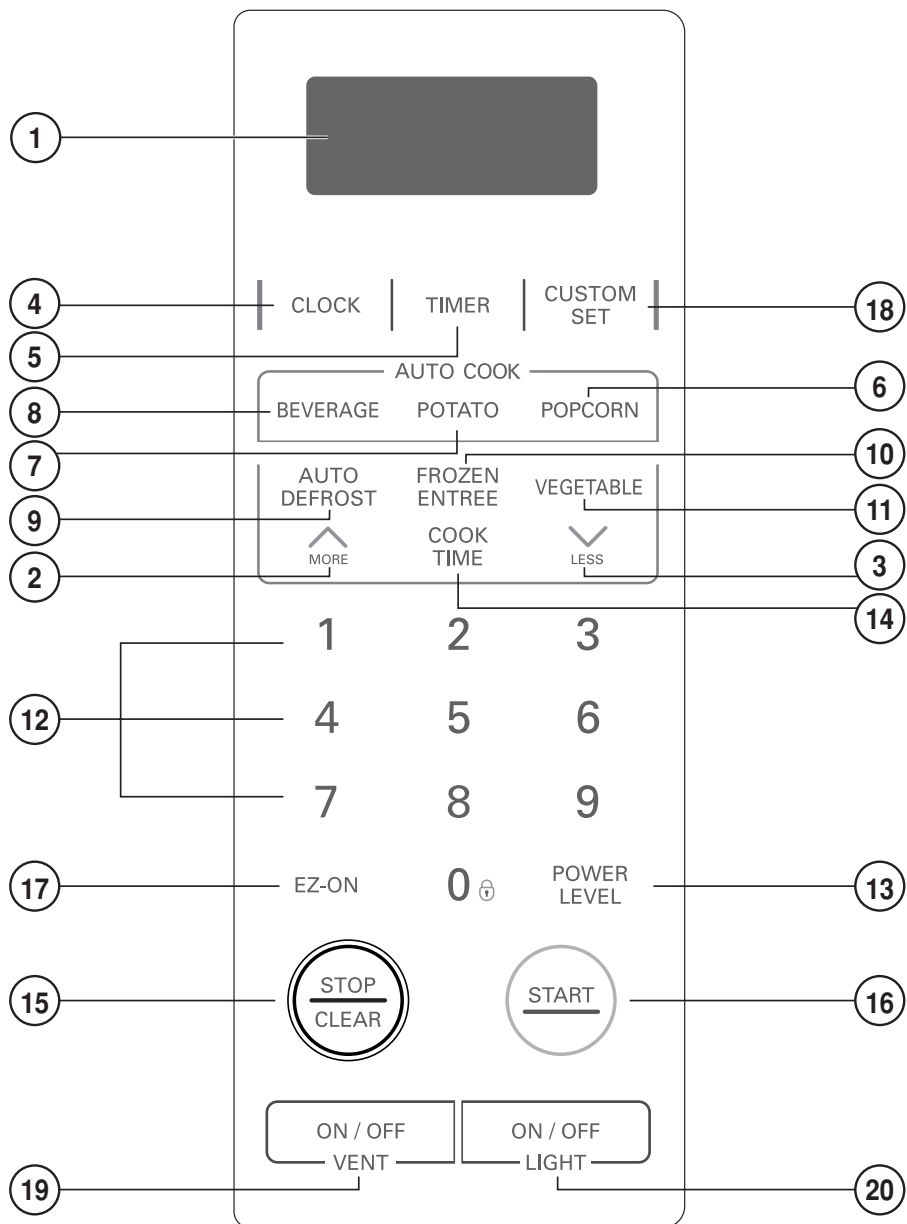 1
4 CLOCK TIMER CUSTOM SET 18
5
AUTO COOK
6
8 BEVERAGE POTATO POPCORN
7
10
AUTO DEFROST FROZEN ENTREE VEGETABLE
9
11
2 MORE COOK TIME LESS 3
14
1 2 3
12 4 5 6
7 8 9
17 EZ-ON 0 POWER LEVEL 13
15 STOP CLEAR START 16
ON / OFF ON / OFF
VENT LIGHT
19 20